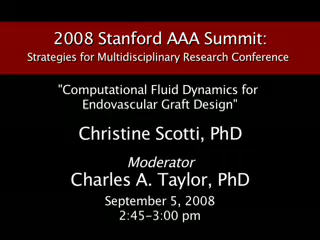 2008 Stanford AAA Summit:
Strategies for Multidisciplinary Research Conference
"Computational Fluid Dynamics for
Endovascular Graft Design"
Christine Scotti, PhD
Moderator
Charles A. Taylor, PhD
September 5, 2008
2:45-3:00 pm